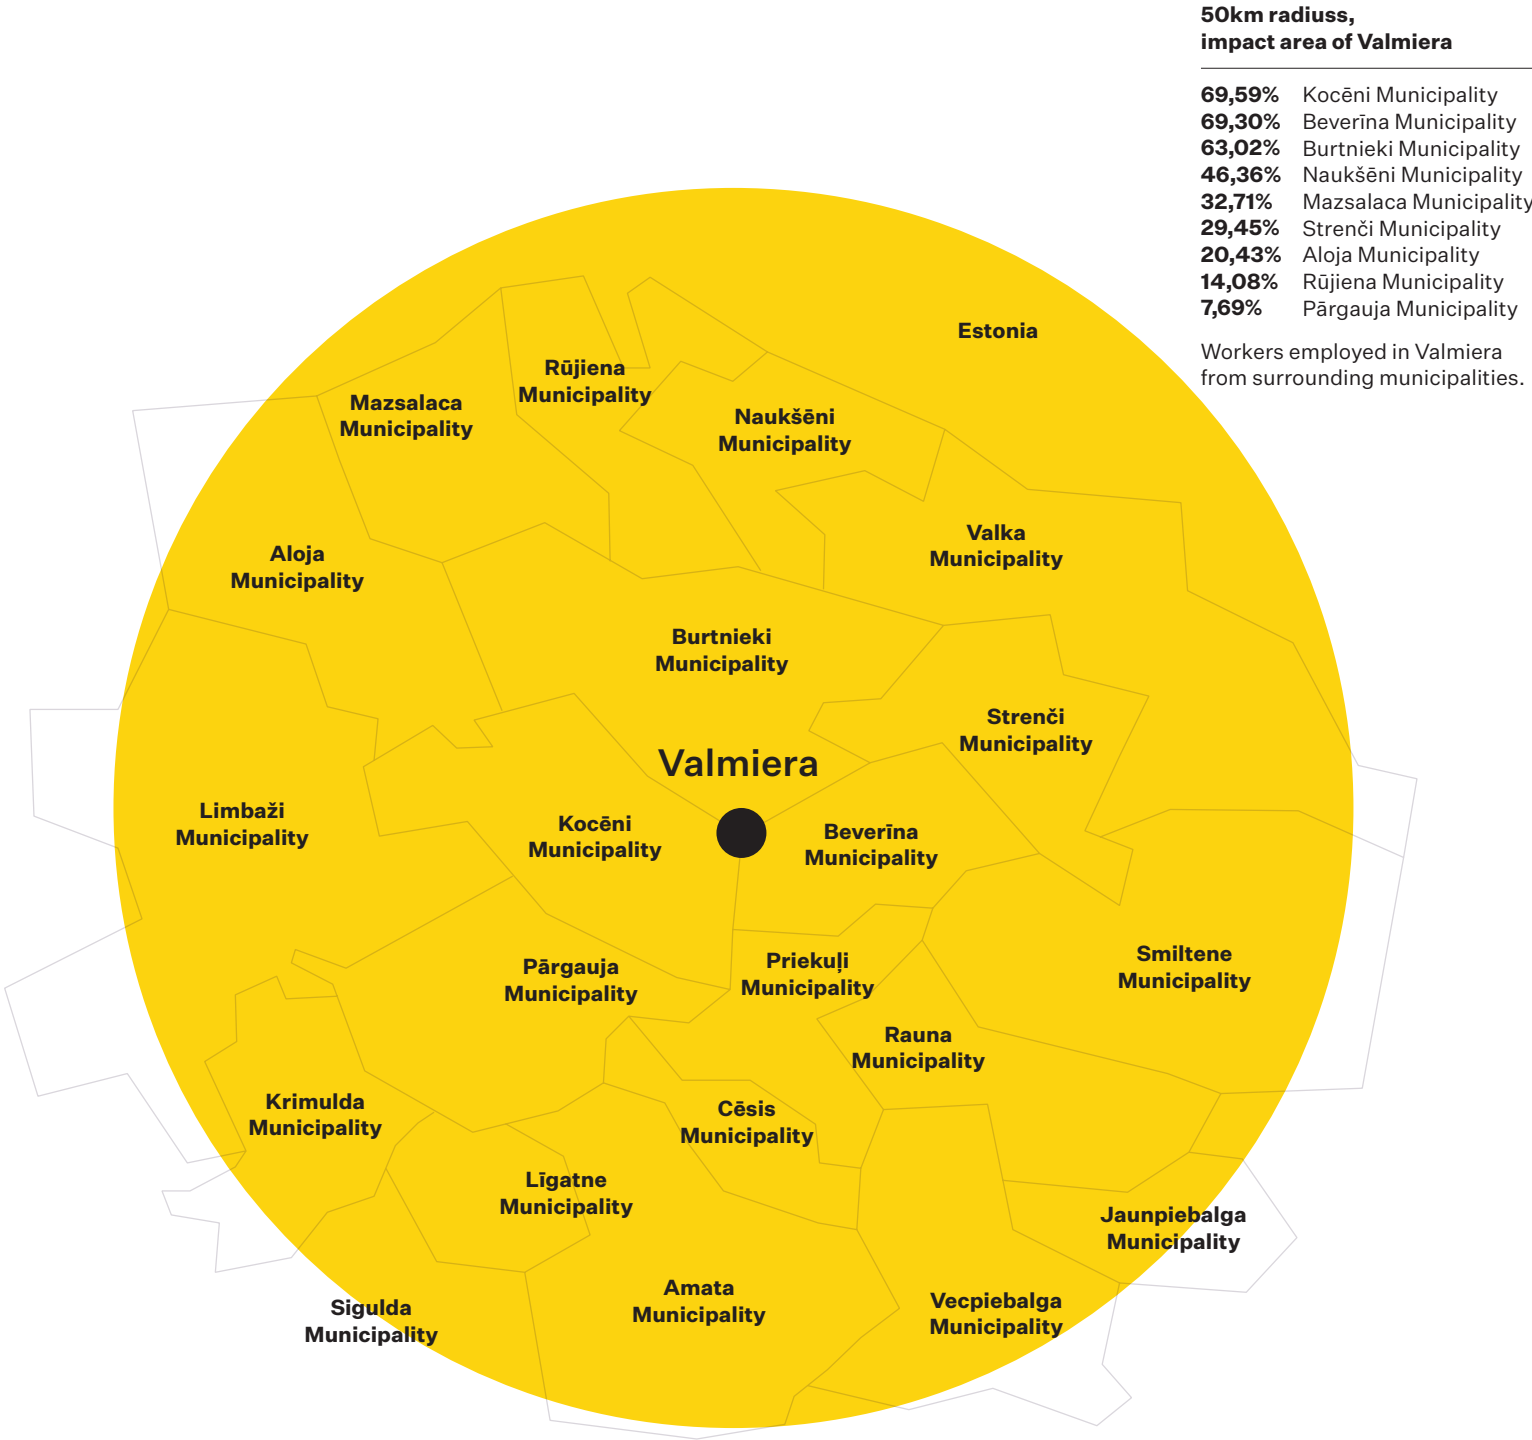 50km radiuss,
impact area of Valmiera
69,59% Kocēni Municipality
69,30% Beverīna Municipality
63,02% Burtnieki Municipality
46,36% Naukšēni Municipality
32,71% Mazsalaca Municipality
29,45% Strenči Municipality
20,43% Aloja Municipality
14,08% Rūjiena Municipality
7,69% Pārgauja Municipality
Workers employed in Valmiera
from surrounding municipalities.
Estonia
Rūjiena
Municipality
Mazsalaca
Municipality
Naukšēni
Municipality
Valka
Municipality
Aloja
Municipality
Burtnieki
Municipality
Strenči
Municipality
Valmiera
Limbaži
Municipality
Kocēni
Municipality
Beverīna
Municipality
Smiltene
Municipality
Pārgauja
Municipality
Priekuļi
Municipality
Rauna
Municipality
Krimulda
Municipality
Cēsis
Municipality
Līgatne
Municipality
Jaunpiebalga
Municipality
Amata
Municipality
Vecpiebalga
Municipality
Sigulda
Municipality